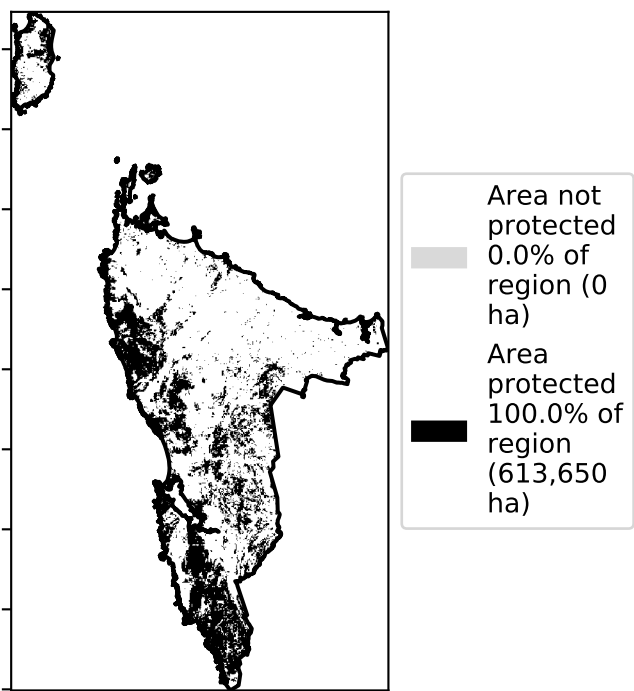 Area not
protected
0.0% of
region (0
ha)
Area
protected
100.0% of
region
(613,650
ha)